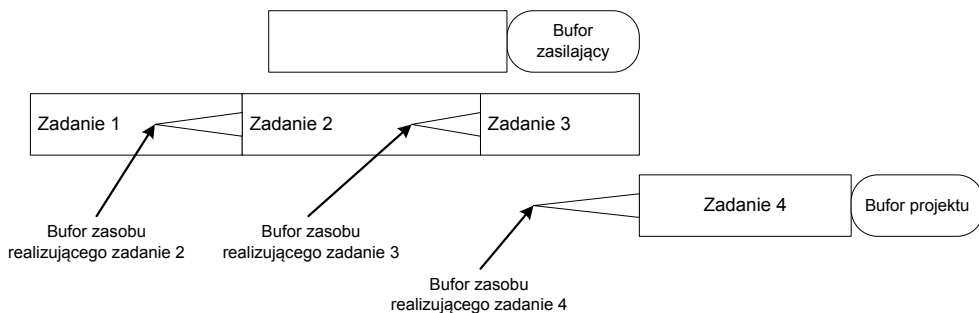 Bufor
zasilający
Zadanie 1
Zadanie 2
Zadanie 3
Zadanie 4
Bufor projektu
Bufor zasobu
realizującego zadanie 2
Bufor zasobu
realizującego zadanie 3
Bufor zasobu
realizującego zadanie 4